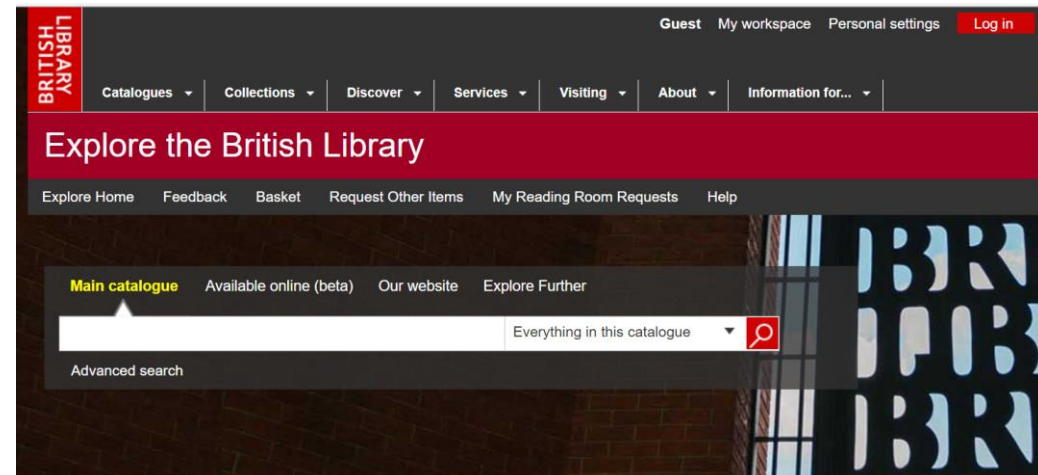 BRITISH
LIBRARY
Guest My workspace Personal settings Log in
Catalogues Collections Discover Services Visiting About Information for...
Explore the British Library
Explore Home Feedback Basket Request Other Items My Reading Room Requests Help
Main catalogue Available online (beta) Our website Explore Further
Everything in this catalogue
Advanced search
BRI
BRI